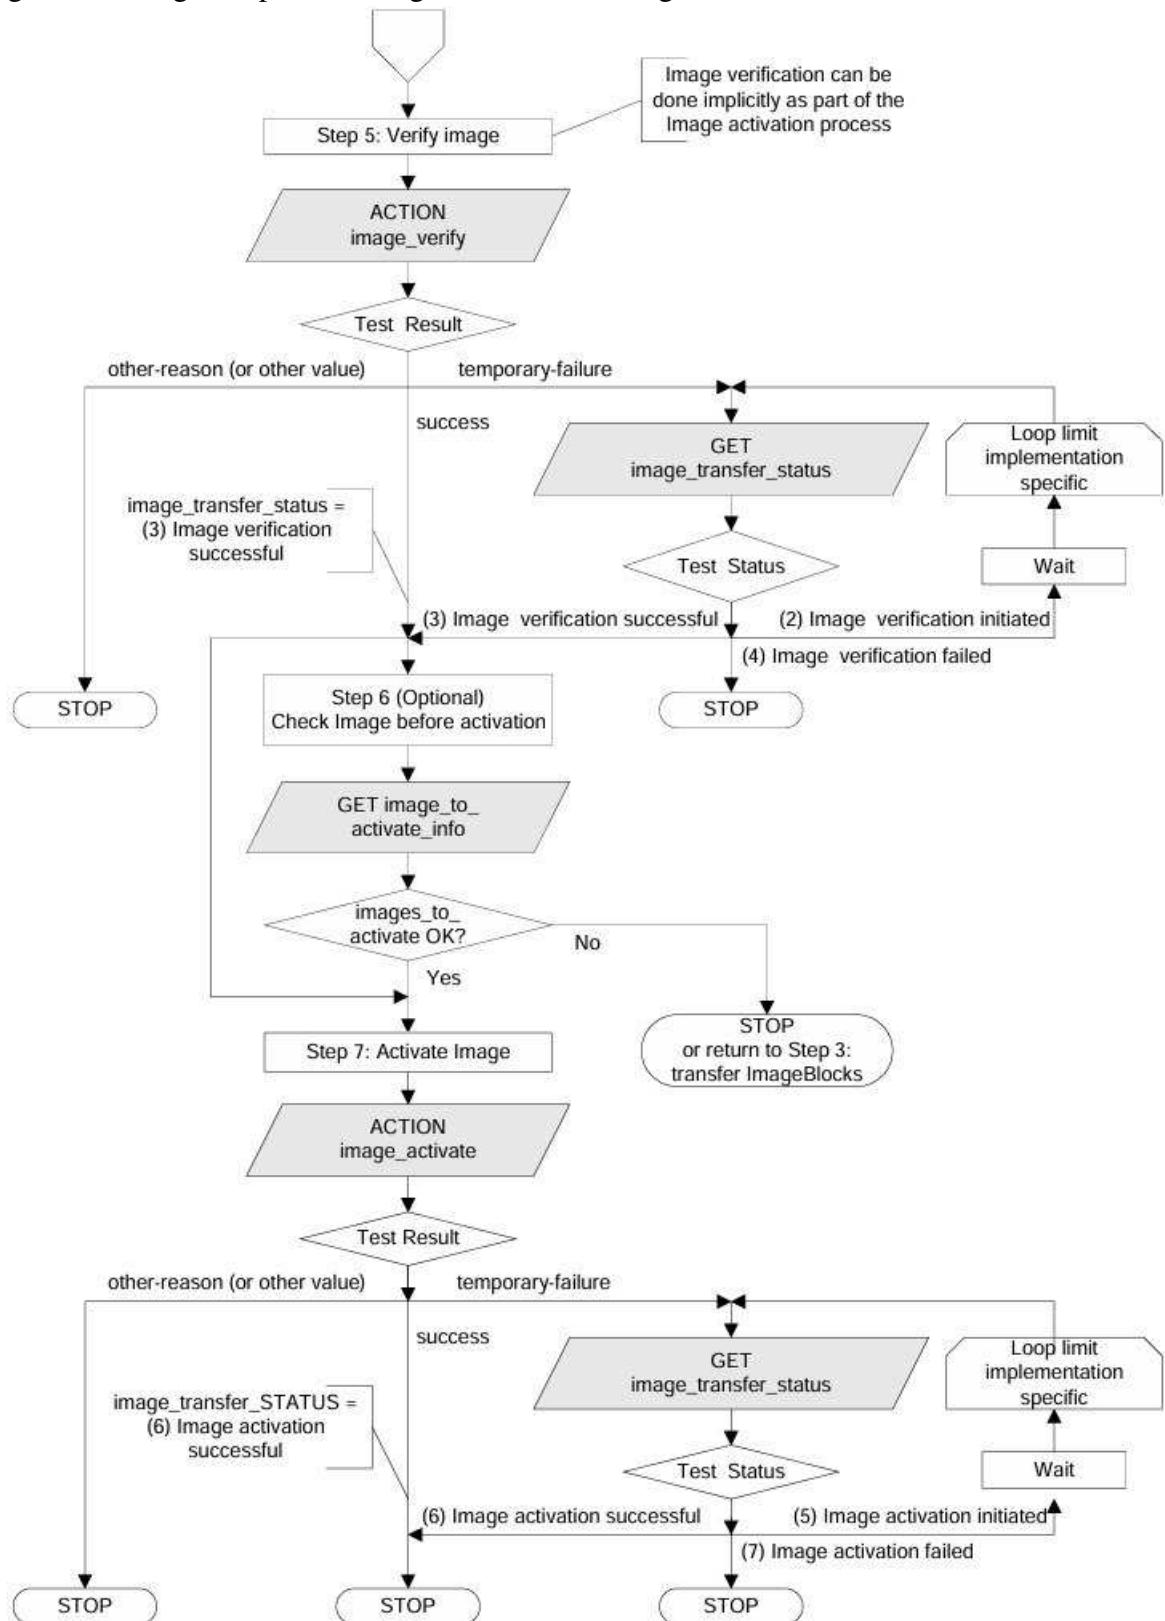 Image verification can be
done implicitly as part of the
Image activation process
Step 5: Verify image
ACTION
image_verify
Test Result
other-reason (or other value)
temporary-failure
success
GET
image_transfer_status
Loop limit
implementation
specific
image_transfer_status =
(3) Image verification
successful
Test Status
Wait
(3) Image verification successful
(2) Image verification initiated
(4) Image verification failed
STOP
Step 6 (Optional)
Check Image before activation
STOP
GET image_to_
activate_info
images_to_
activate OK?
No
Yes
STOP
or return to Step 3:
transfer ImageBlocks
Step 7: Activate Image
ACTION
image_activate
Test Result
other-reason (or other value)
temporary-failure
success
GET
image_transfer_status
Loop limit
implementation
specific
image_transfer_STATUS =
(6) Image activation
successful
Test Status
Wait
(6) Image activation successful
(5) Image activation initiated
(7) Image activation failed
STOP
STOP
STOP